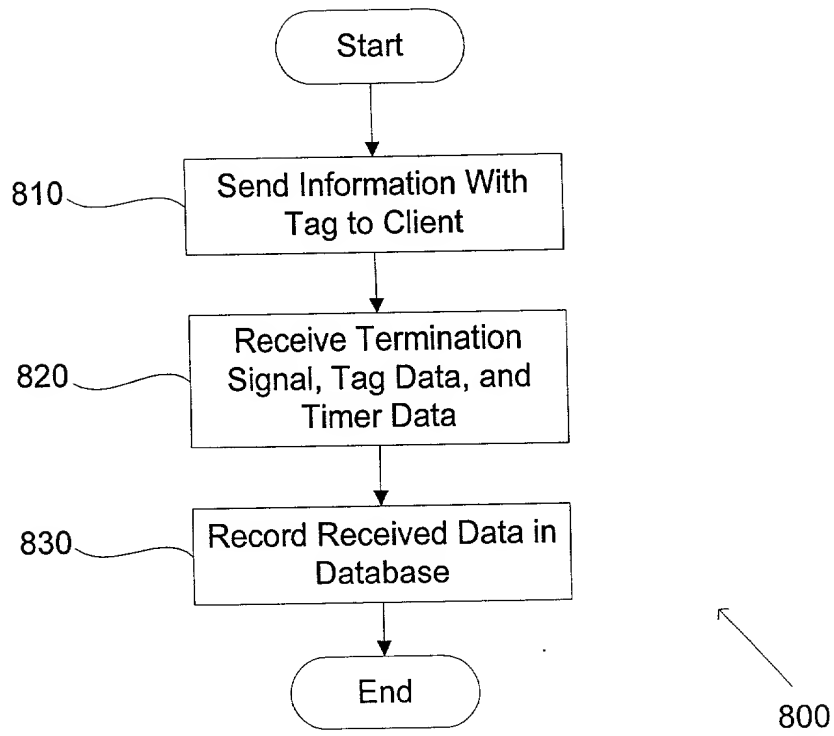 Start
810
Send Information With
Tag to Client
820
Receive Termination
Signal, Tag Data, and
Timer Data
830
Record Received Data in
Database
End
800